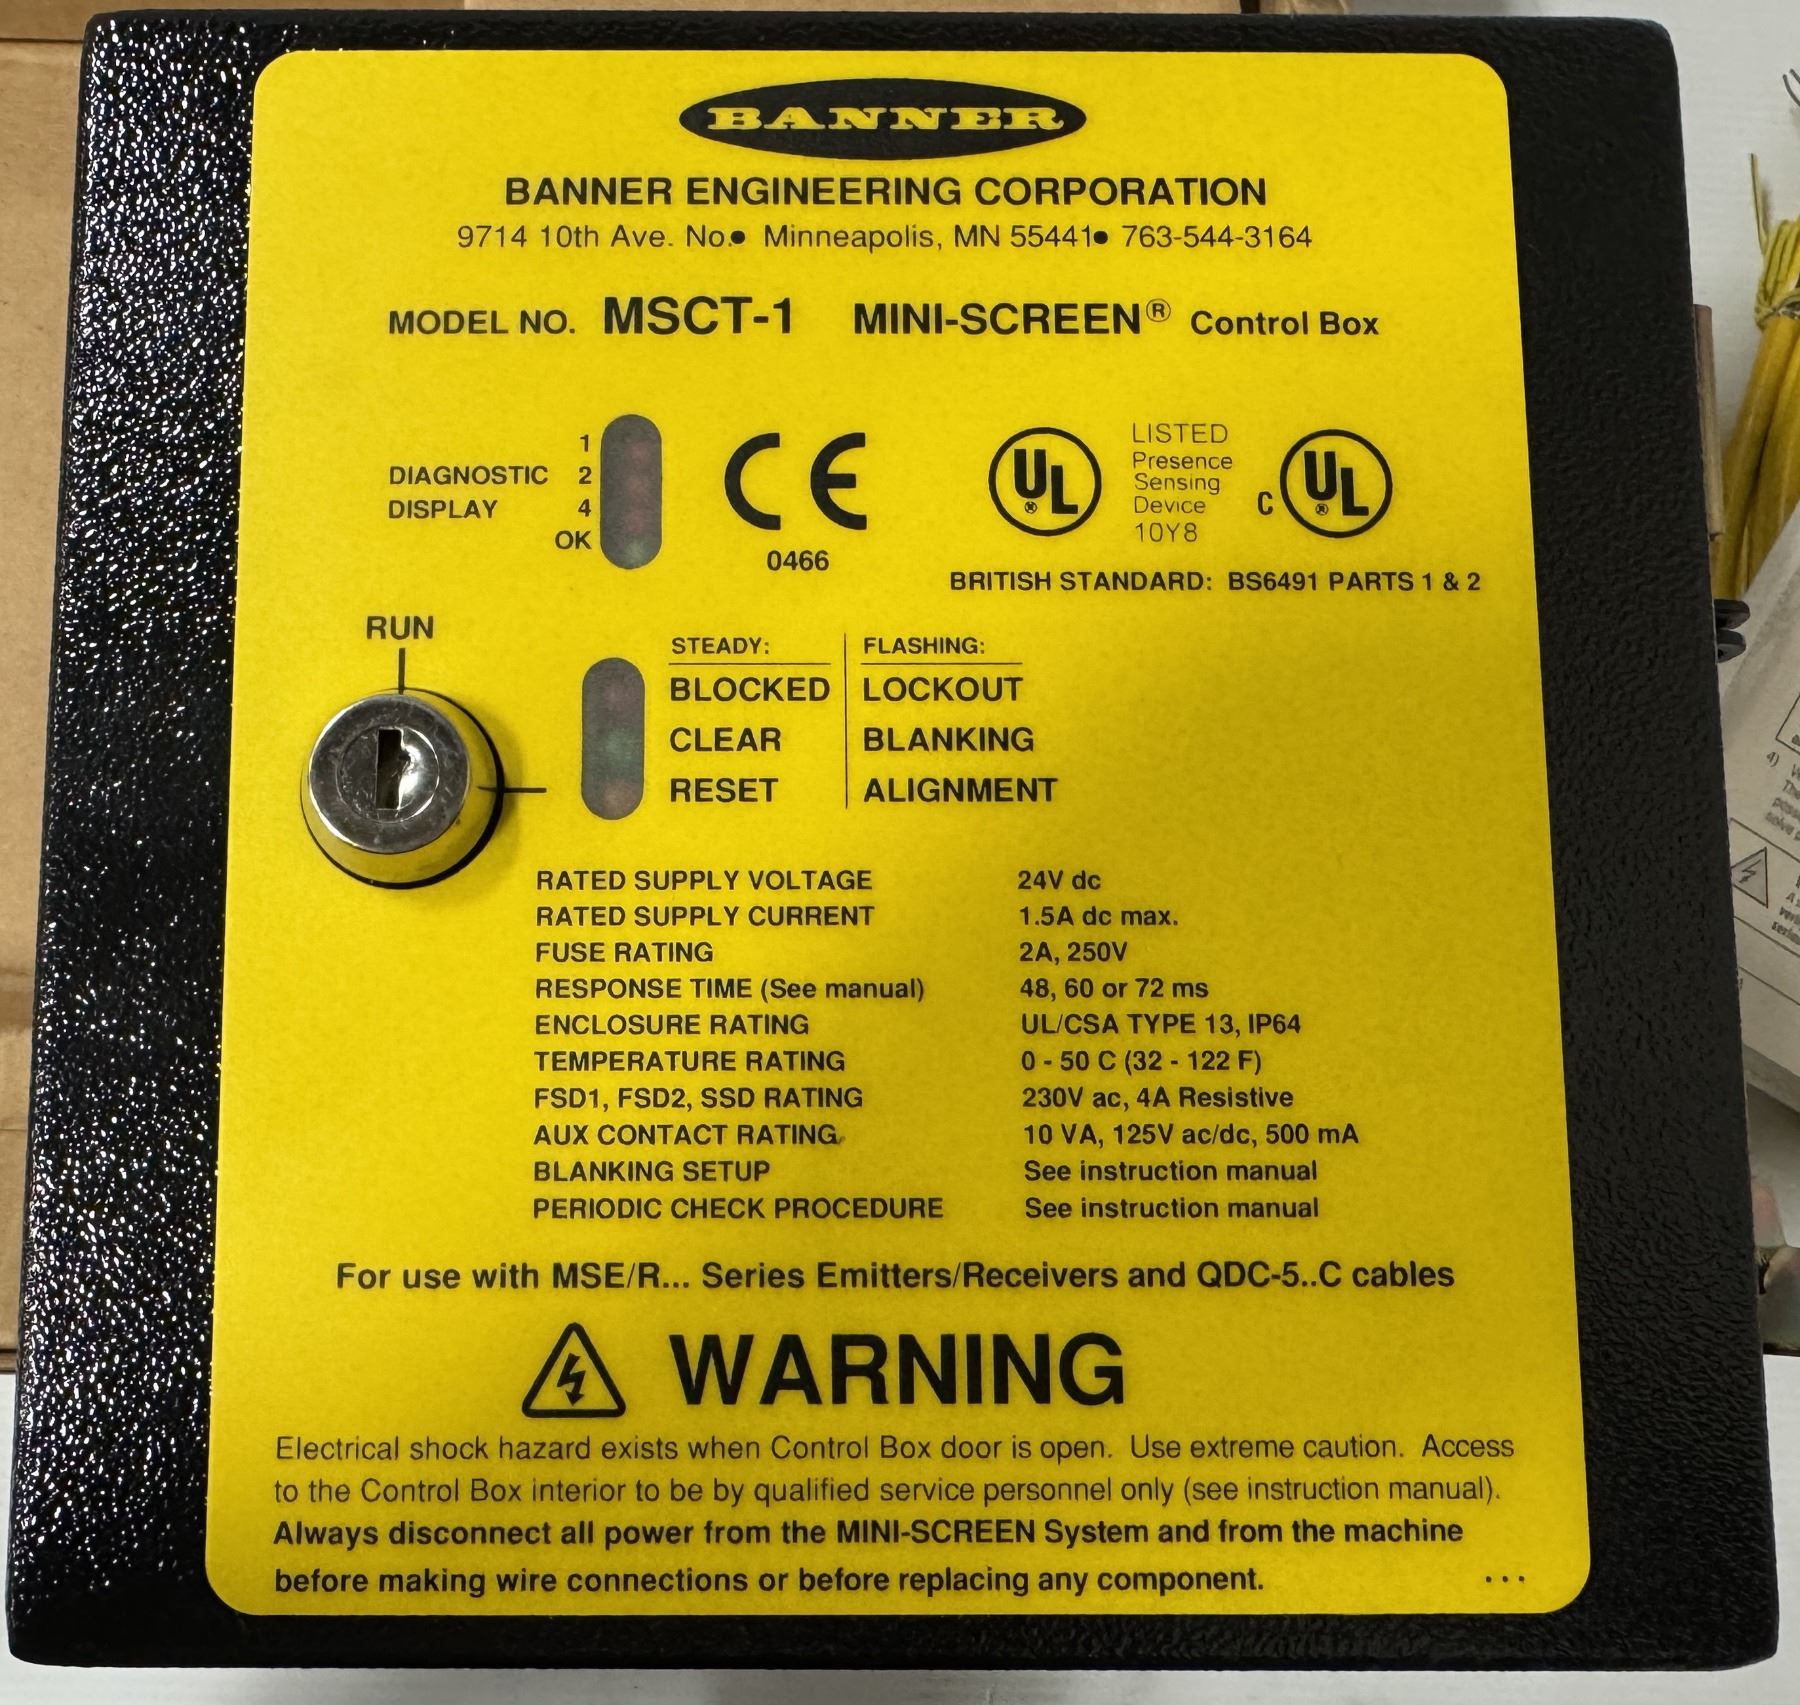 BANNER
BANNER ENGINEERING CORPORATION
9714 10th Ave. No.• Minneapolis, MN 55441• 763-544-3164
MODEL NO. MSCT-1 MINI-SCREEN® Control Box
DIAGNOSTIC DISPLAY
1
2
4
OK
CE
0466
UL®
LISTED
Presence
Sensing
Device
10Y8
C UL®
BRITISH STANDARD: BS6491 PARTS 1 & 2
RUN
STEADY: FLASHING:
BLOCKED LOCKOUT
CLEAR BLANKING
RESET ALIGNMENT
RATED SUPPLY VOLTAGE 24V dc
RATED SUPPLY CURRENT 1.5A dc max.
FUSE RATING 2A, 250V
RESPONSE TIME (See manual) 48, 60 or 72 ms
ENCLOSURE RATING UL/CSA TYPE 13, IP64
TEMPERATURE RATING 0 - 50 C (32 - 122 F)
FSD1, FSD2, SSD RATING 230V ac, 4A Resistive
AUX CONTACT RATING 10 VA, 125V ac/dc, 500 mA
BLANKING SETUP See instruction manual
PERIODIC CHECK PROCEDURE See instruction manual
For use with MSE/R... Series Emitters/Receivers and QDC-5..C cables
WARNING
Electrical shock hazard exists when Control Box door is open. Use extreme caution. Access
to the Control Box interior to be by qualified service personnel only (see instruction manual).
Always disconnect all power from the MINI-SCREEN System and from the machine
before making wire connections or before replacing any component.
...
4)